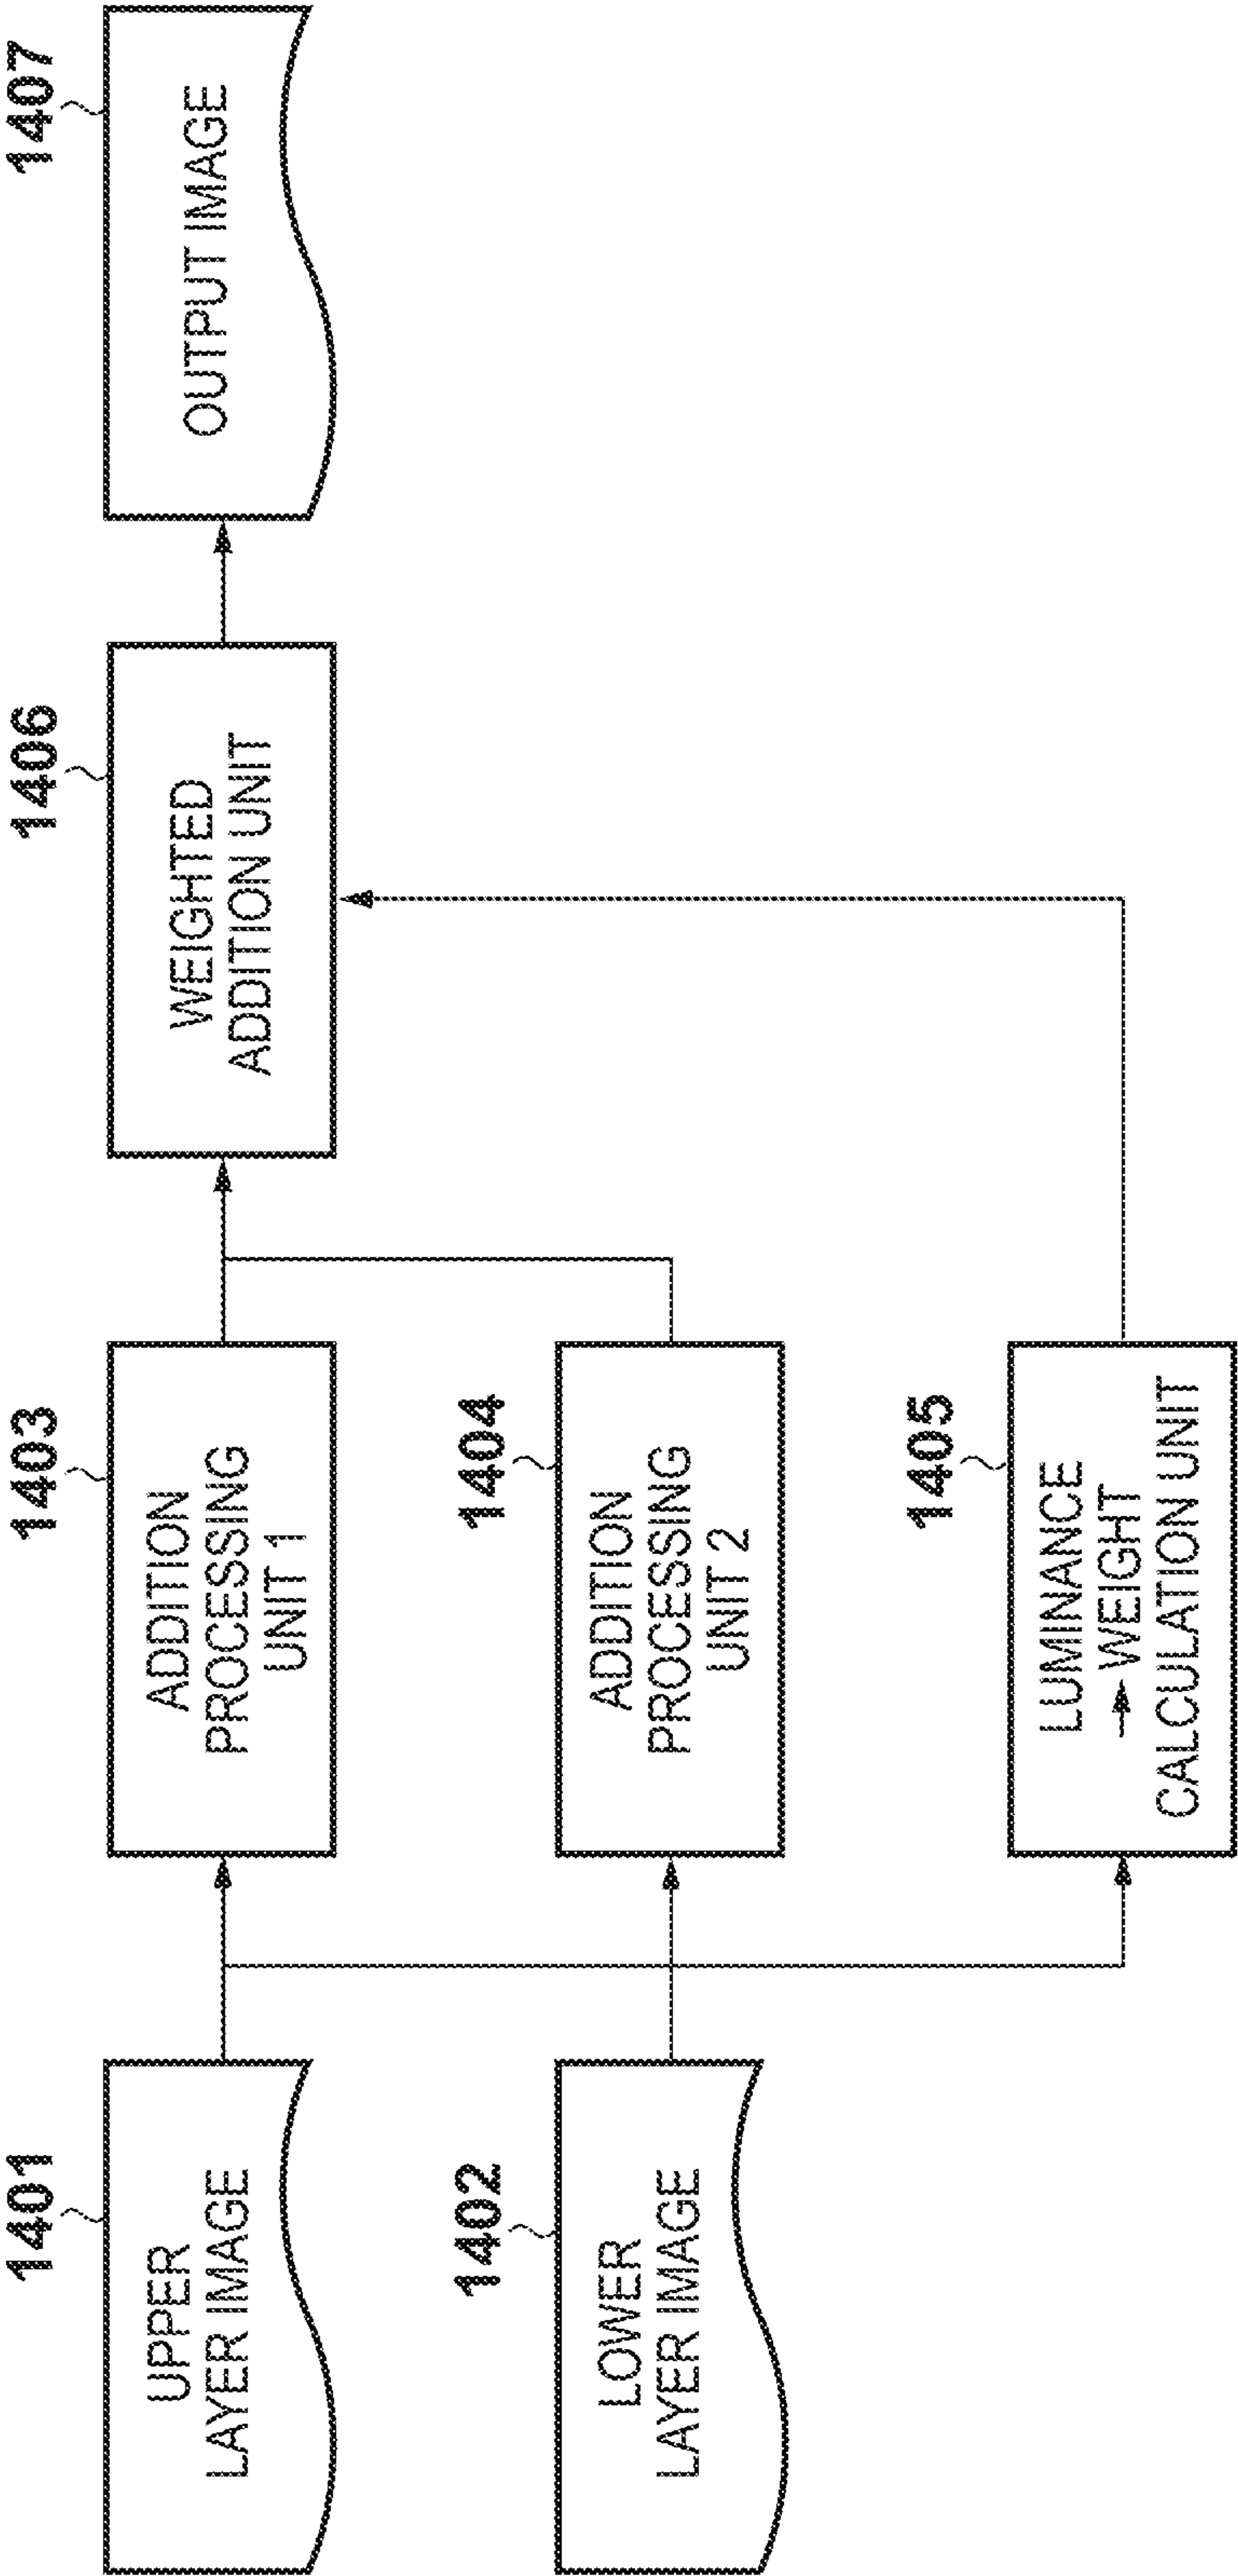 1401
UPPER
LAYER IMAGE
1403
ADDITION
PROCESSING
UNIT 1
1406
WEIGHTED
ADDITION UNIT
1407
OUTPUT IMAGE
1402
LOWER
LAYER IMAGE
1404
ADDITION
PROCESSING
UNIT 2
1405
LUMINANCE
→ WEIGHT
CALCULATION UNIT